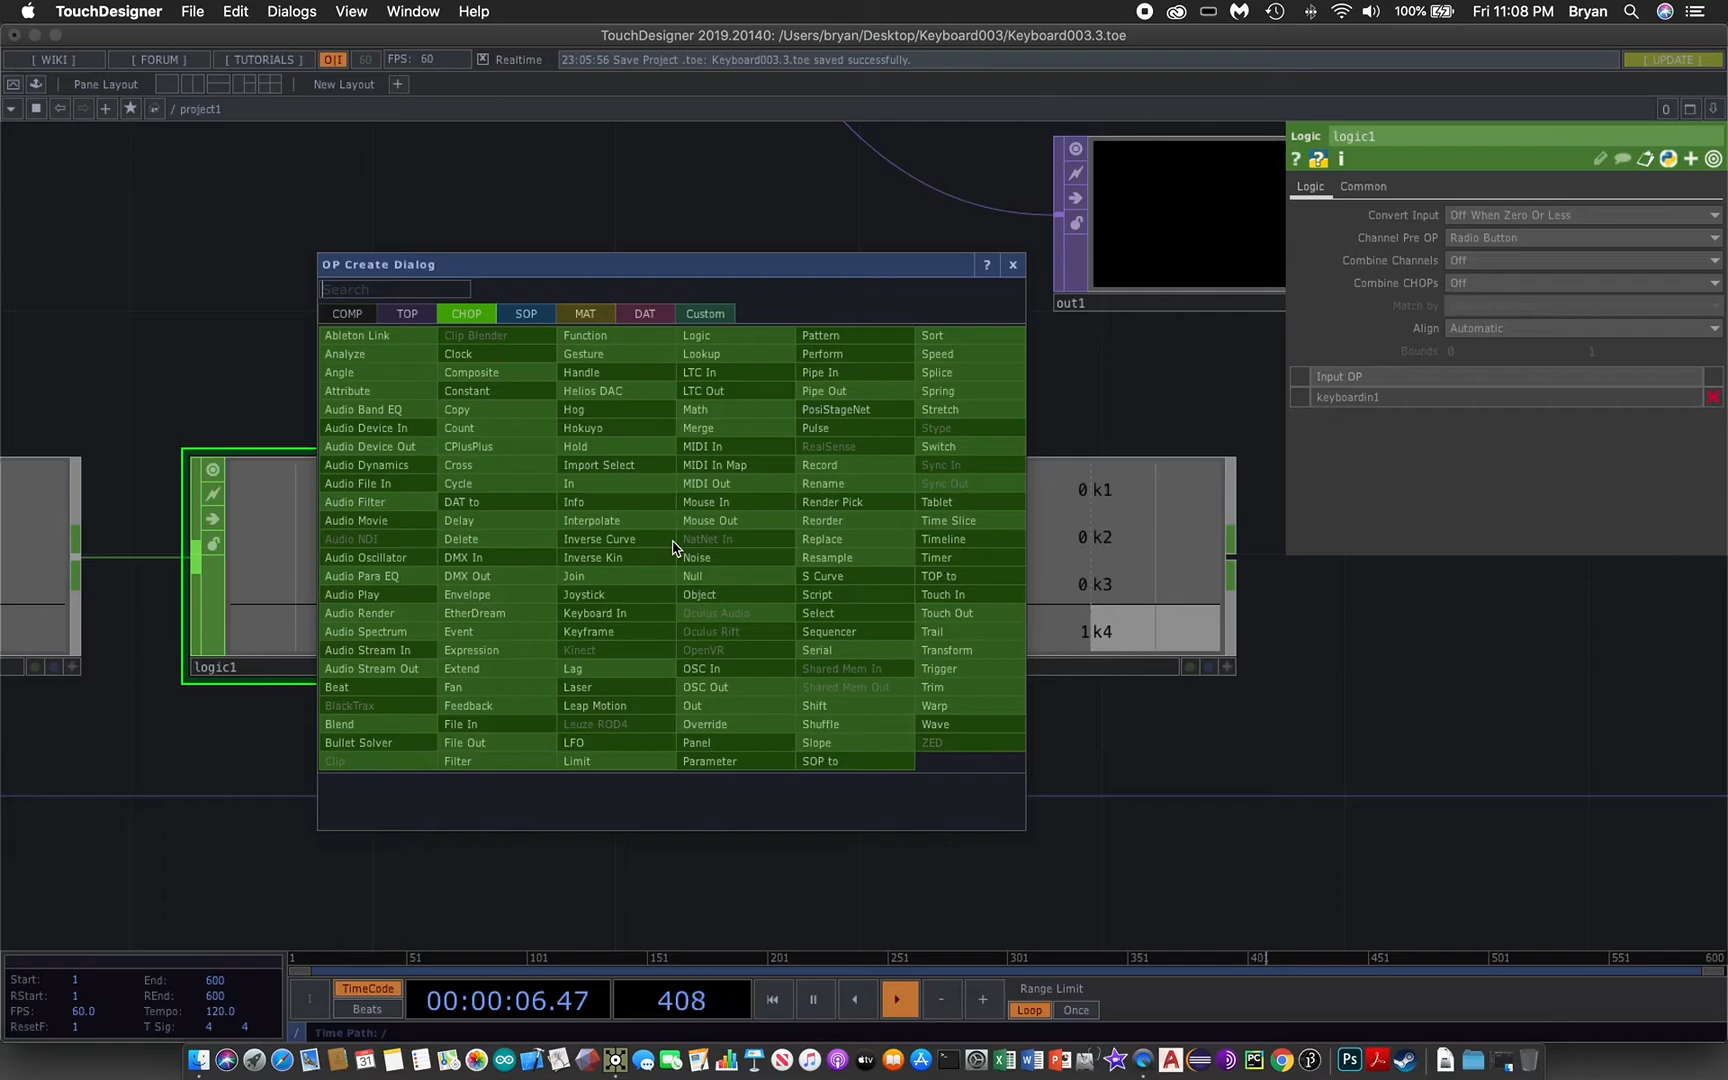 TouchDesigner File Edit Dialogs View Window Help 100% Fri 11:08 PM Bryan
TouchDesigner 2019.20140: /Users/bryan/Desktop/Keyboard003/Keyboard003.3.toe
[ WIKI ] [ FORUM ] [ TUTORIALS ] O|I 60 FPS: 60 Realtime 23:05:56 Save Project .toe: Keyboard003.3.toe saved successfully. [ UPDATE ]
Pane Layout New Layout +
/ project1 0
Logic logic1
? ? i
Logic Common
Convert Input Off When Zero Or Less
Channel Pre OP Radio Button
Combine Channels Off
Combine CHOPs Off
Match by
Align Automatic
Bounds 0 1
Input OP
keyboardin1
out1
OP Create Dialog ? x
Search
COMP TOP CHOP SOP MAT DAT Custom
Ableton Link Clip Blender Function Logic Pattern Sort
Analyze Clock Gesture Lookup Perform Speed
Angle Composite Handle LTC In Pipe In Splice
Attribute Constant Helios DAC LTC Out Pipe Out Spring
Audio Band EQ Copy Hog Math PosiStageNet Stretch
Audio Device In Count Hokuyo Merge Pulse Stype
Audio Device Out CPlusPlus Hold MIDI In RealSense Switch
Audio Dynamics Cross Import Select MIDI In Map Record Sync In
Audio File In Cycle In MIDI Out Rename Sync Out
Audio Filter DAT to Info Mouse In Render Pick Tablet
Audio Movie Delay Interpolate Mouse Out Reorder Time Slice
Audio NDI Delete Inverse Curve NatNet In Replace Timeline
Audio Oscillator DMX In Inverse Kin Noise Resample Timer
Audio Para EQ DMX Out Join Null S Curve TOP to
Audio Play Envelope Joystick Object Script Touch In
Audio Render EtherDream Keyboard In Oculus Audio Select Touch Out
Audio Spectrum Event Keyframe Oculus Rift Sequencer Trail
Audio Stream In Expression Kinect OpenVR Serial Transform
Audio Stream Out Extend Lag OSC In Shared Mem In Trigger
Beat Fan Laser OSC Out Shared Mem Out Trim
BlackTrax Feedback Leap Motion Out Shift Warp
Blend File In Leuze ROD4 Override Shuffle Wave
Bullet Solver File Out LFO Panel Slope ZED
Clip Filter Limit Parameter SOP to
logic1
0 k1
0 k2
0 k3
1 k4
1 51 101 151 201 251 301 351 401 451 501 551 600
Start: 1 End: 600
RStart: 1 REnd: 600
FPS: 60.0 Tempo: 120.0
ResetF: 1 T Sig: 4 4
TimeCode
Beats
00:00:06.47 408
- +
Range Limit
Loop Once
/ Time Path: /